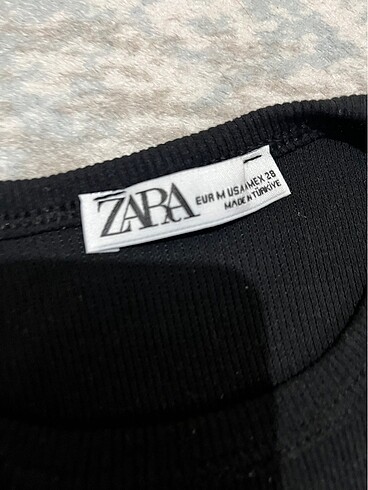 ZARA
EUR M USA M MEX 28
MADE IN TÜRKİYE